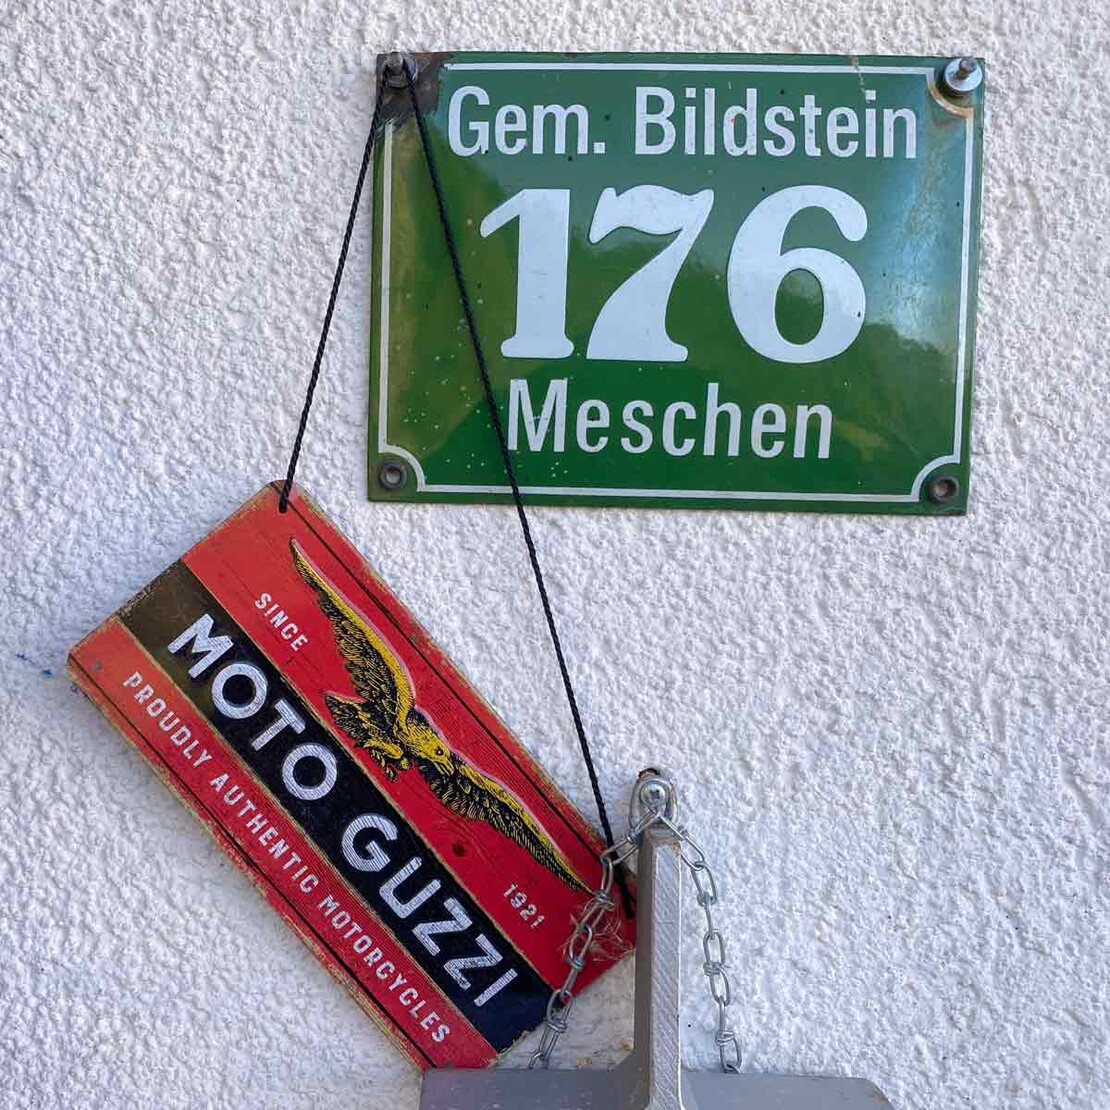 Gem. Bildstein
176
Meschen
SINCE 1921
MOTO GUZZI
PROUDLY AUTHENTIC MOTORCYCLES